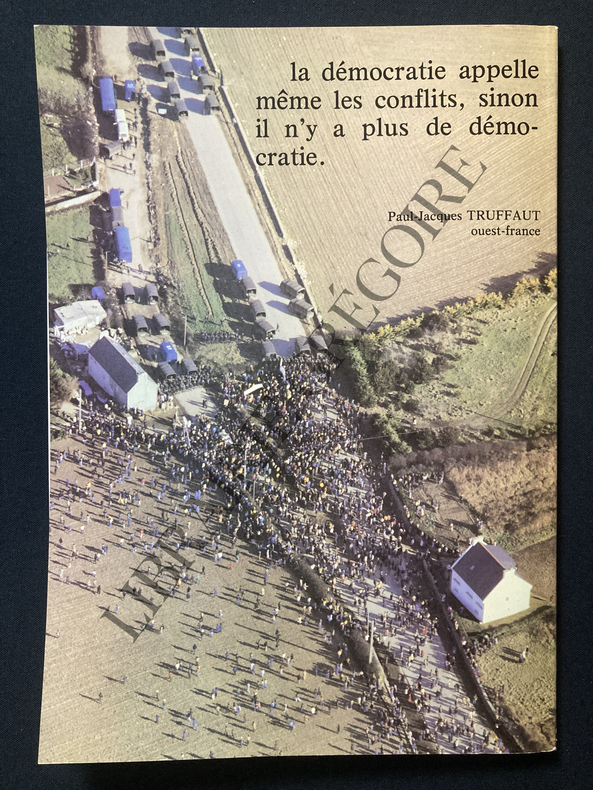 la démocratie appelle
même les conflits, sinon
il n'y a plus de démo-
cratie.
Paul-Jacques TRUFFAUT
ouest-france